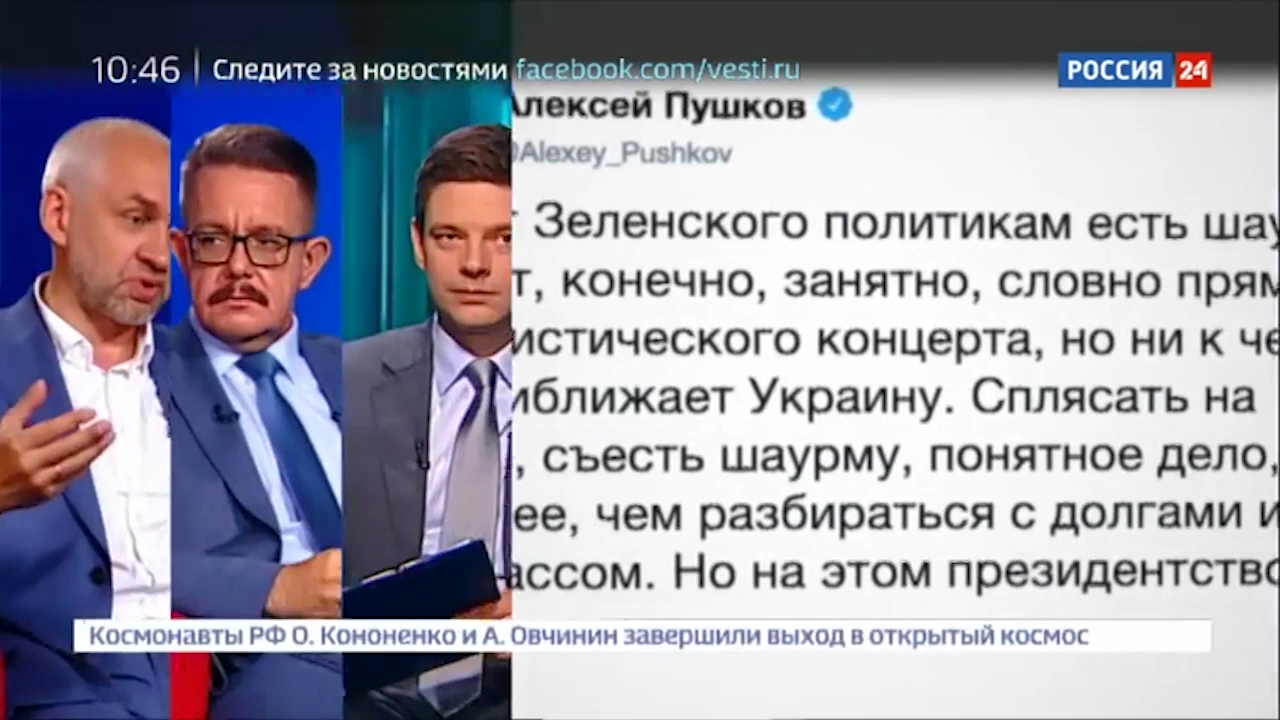 10:46 Следите за новостями facebook.com/vesti.ru
РОССИЯ 24
Алексей Пушков
@Alexey_Pushkov
Зеленского политикам есть шау
т, конечно, занятно, словно прям
истического концерта, но ни к че
иближает Украину. Сплясать на
, съесть шаурму, понятное дело,
ее, чем разбираться с долгами и
ассом. Но на этом президентство
Космонавты РФ О. Кононенко и А. Овчинин завершили выход в открытый космос